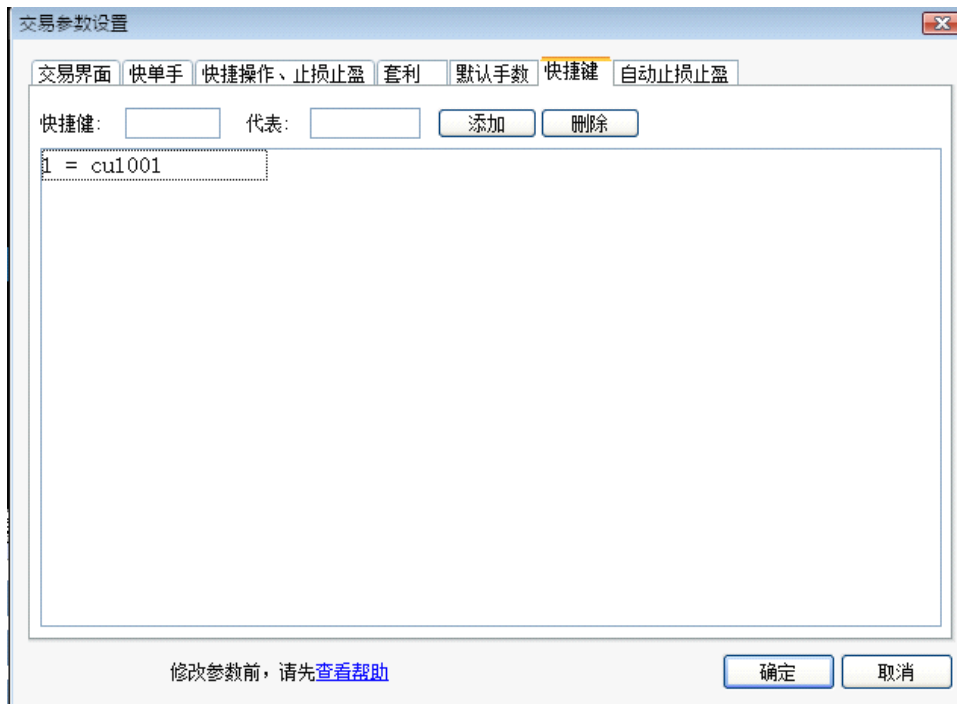 交易参数设置
交易界面 快单手 快捷操作、止损止盈 套利 默认手数 快捷键 自动止损止盈
快捷健: 代表: 添加 删除
1 = cu1001
修改参数前，请先查看帮助 确定 取消